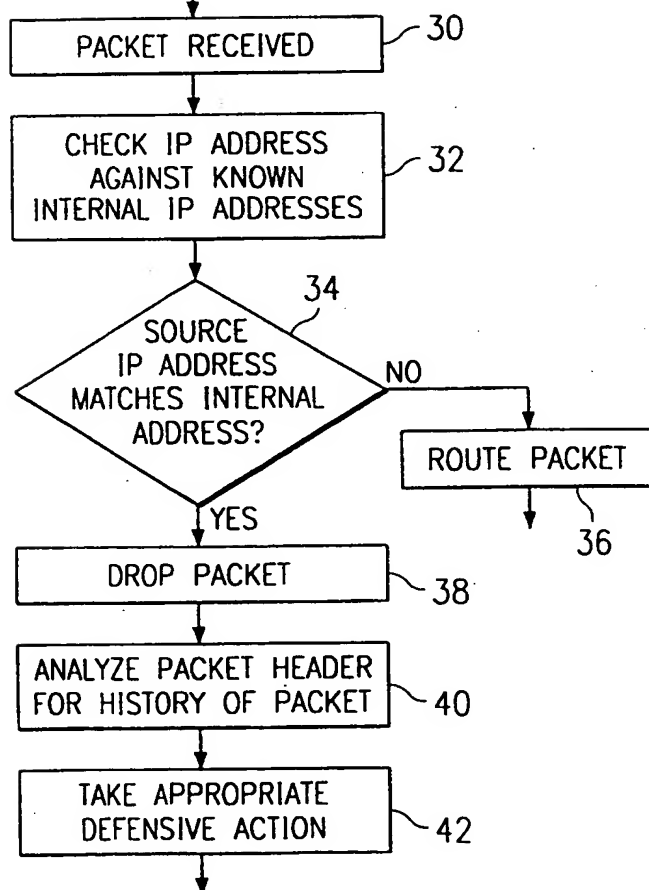 PACKET RECEIVED
30
CHECK IP ADDRESS
AGAINST KNOWN
INTERNAL IP ADDRESSES
32
34
SOURCE
IP ADDRESS
MATCHES INTERNAL
ADDRESS?
NO
ROUTE PACKET
36
YES
DROP PACKET
38
ANALYZE PACKET HEADER
FOR HISTORY OF PACKET
40
TAKE APPROPRIATE
DEFENSIVE ACTION
42